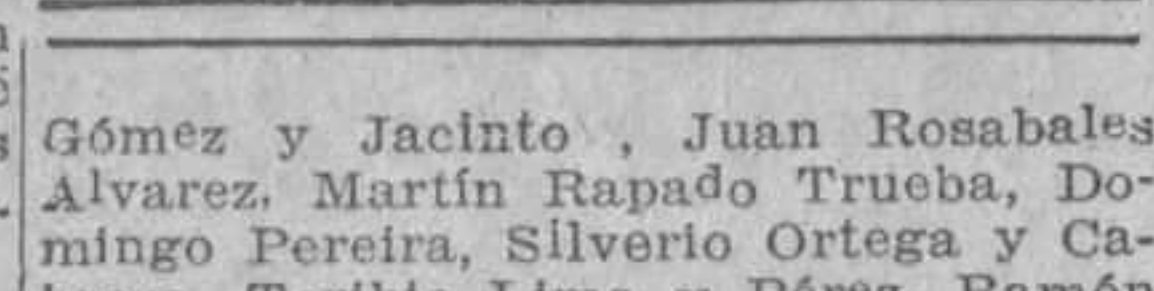 Gómez y Jacinto , Juan Rosabales
Alvarez, Martín Rapado Trueba, Do-
mingo Pereira, Silverio Ortega y Ca-